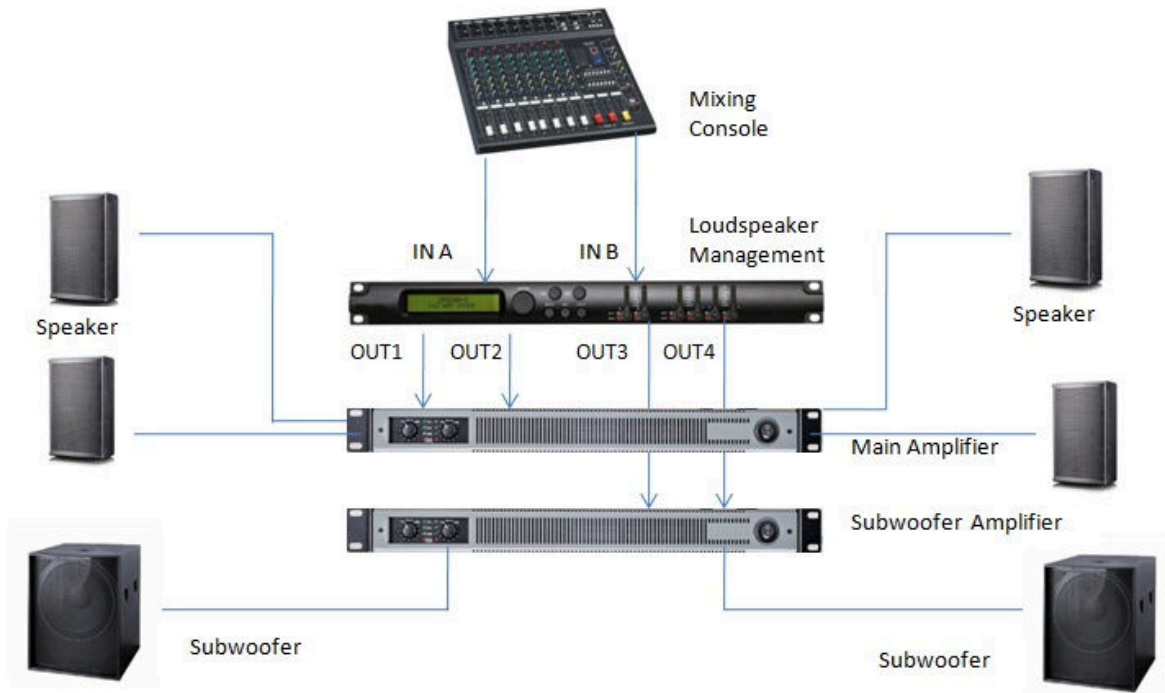 Mixing
Console
Loudspeaker
Management
IN A
IN B
Speaker
Speaker
OUT1
OUT2
OUT3
OUT4
Main Amplifier
Subwoofer Amplifier
Subwoofer
Subwoofer